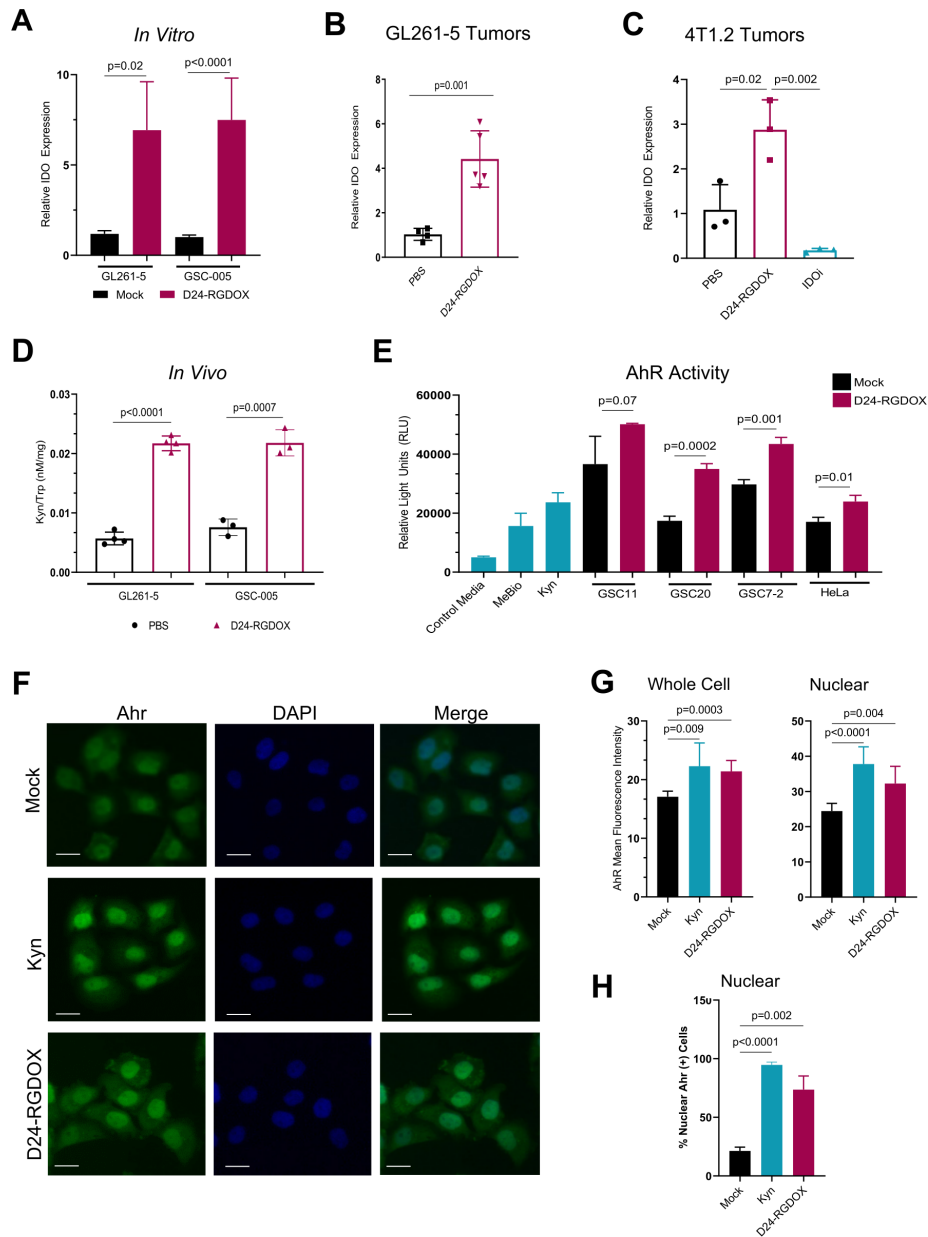 A
In Vitro
p=0.02
p<0.0001
Relative IDO Expression
10
5
0
GL261-5
GSC-005
Mock
D24-RGDOX
B
GL261-5 Tumors
p=0.001
Relative IDO Expression
8
6
4
2
0
PBS
D24-RGDOX
C
4T1.2 Tumors
p=0.02
p=0.002
Relative IDO Expression
4
3
2
1
0
PBS
D24-RGDOX
IDOi
D
In Vivo
p<0.0001
p=0.0007
Kyn/Trp (nM/mg)
0.03
0.02
0.01
0.00
GL261-5
GSC-005
PBS
D24-RGDOX
E
AhR Activity
Mock
D24-RGDOX
p=0.07
p=0.0002
p=0.001
p=0.01
Relative Light Units (RLU)
60000
40000
20000
0
Control Media
MeBio
Kyn
GSC11
GSC20
GSC7-2
HeLa
F
Ahr
DAPI
Merge
Mock
Kyn
D24-RGDOX
G
Whole Cell
p=0.0003
p=0.009
AhR Mean Fluorescence Intensity
30
20
10
0
Mock
Kyn
D24-RGDOX
Nuclear
p=0.004
p<0.0001
50
40
30
20
10
0
Mock
Kyn
D24-RGDOX
H
Nuclear
p=0.002
p<0.0001
% Nuclear Ahr (+) Cells
150
100
50
0
Mock
Kyn
D24-RGDOX